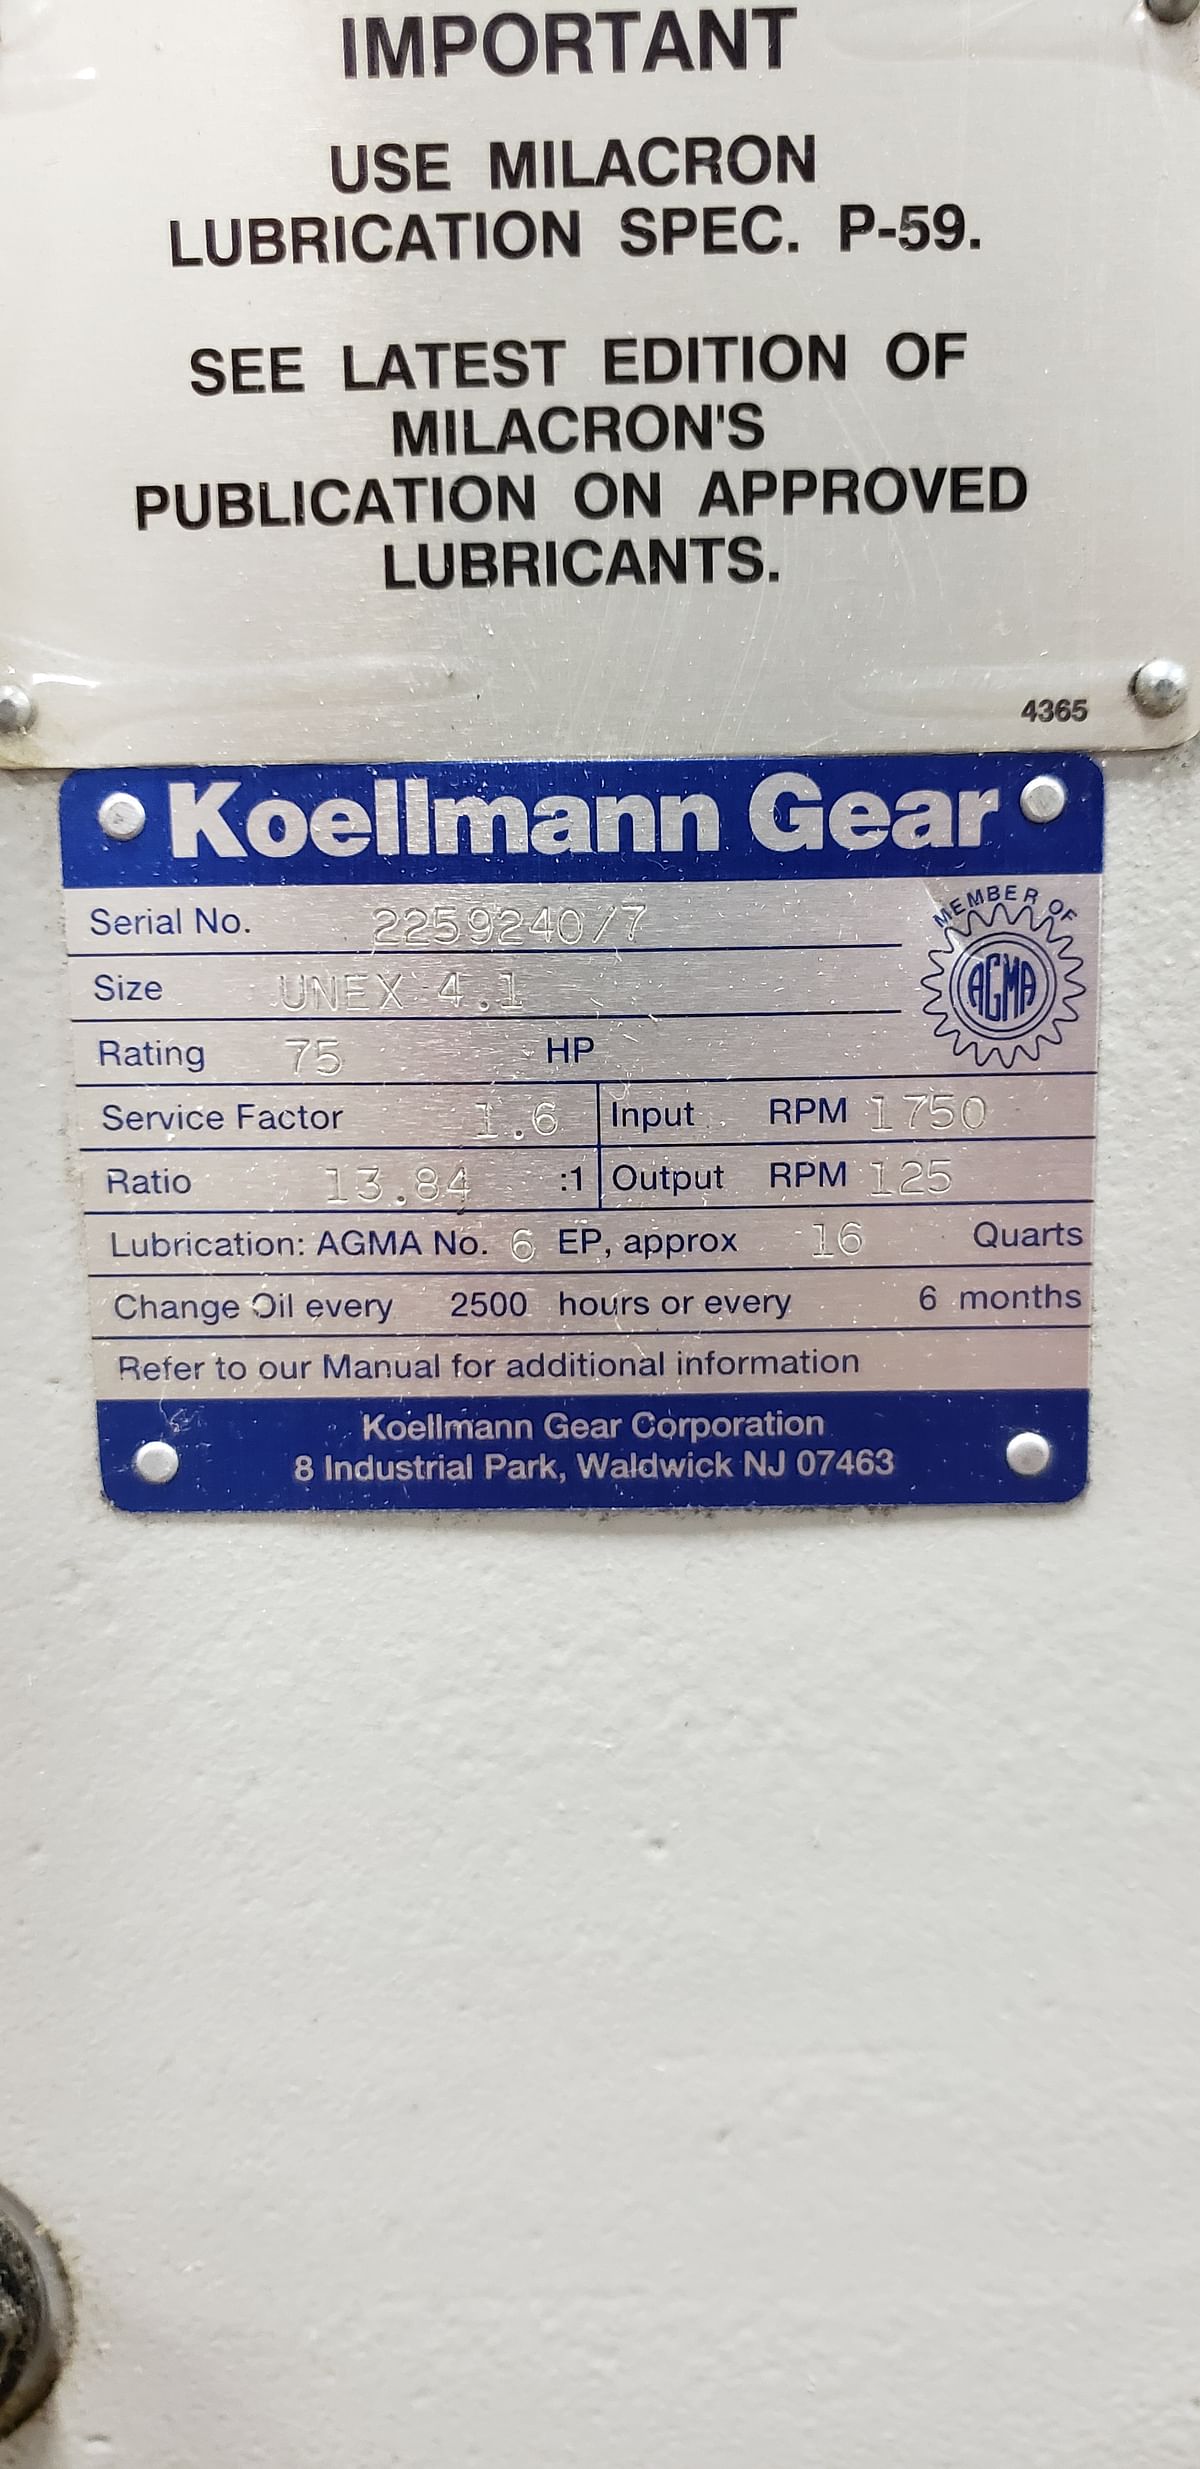 IMPORTANT
USE MILACRON
LUBRICATION SPEC. P-59.
SEE LATEST EDITION OF
MILACRON'S
PUBLICATION ON APPROVED
LUBRICANTS.
4365
Koellmann Gear
Serial No. 2259240/7
MEMBER OF
AGMA
Size UNEX 4.1
Rating 75 HP
Service Factor 1.6 Input RPM 1750
Ratio 13.84 :1 Output RPM 125
Lubrication: AGMA No. 6 EP, approx 16 Quarts
Change Oil every 2500 hours or every 6 months
Refer to our Manual for additional information
Koellmann Gear Corporation
8 Industrial Park, Waldwick NJ 07463